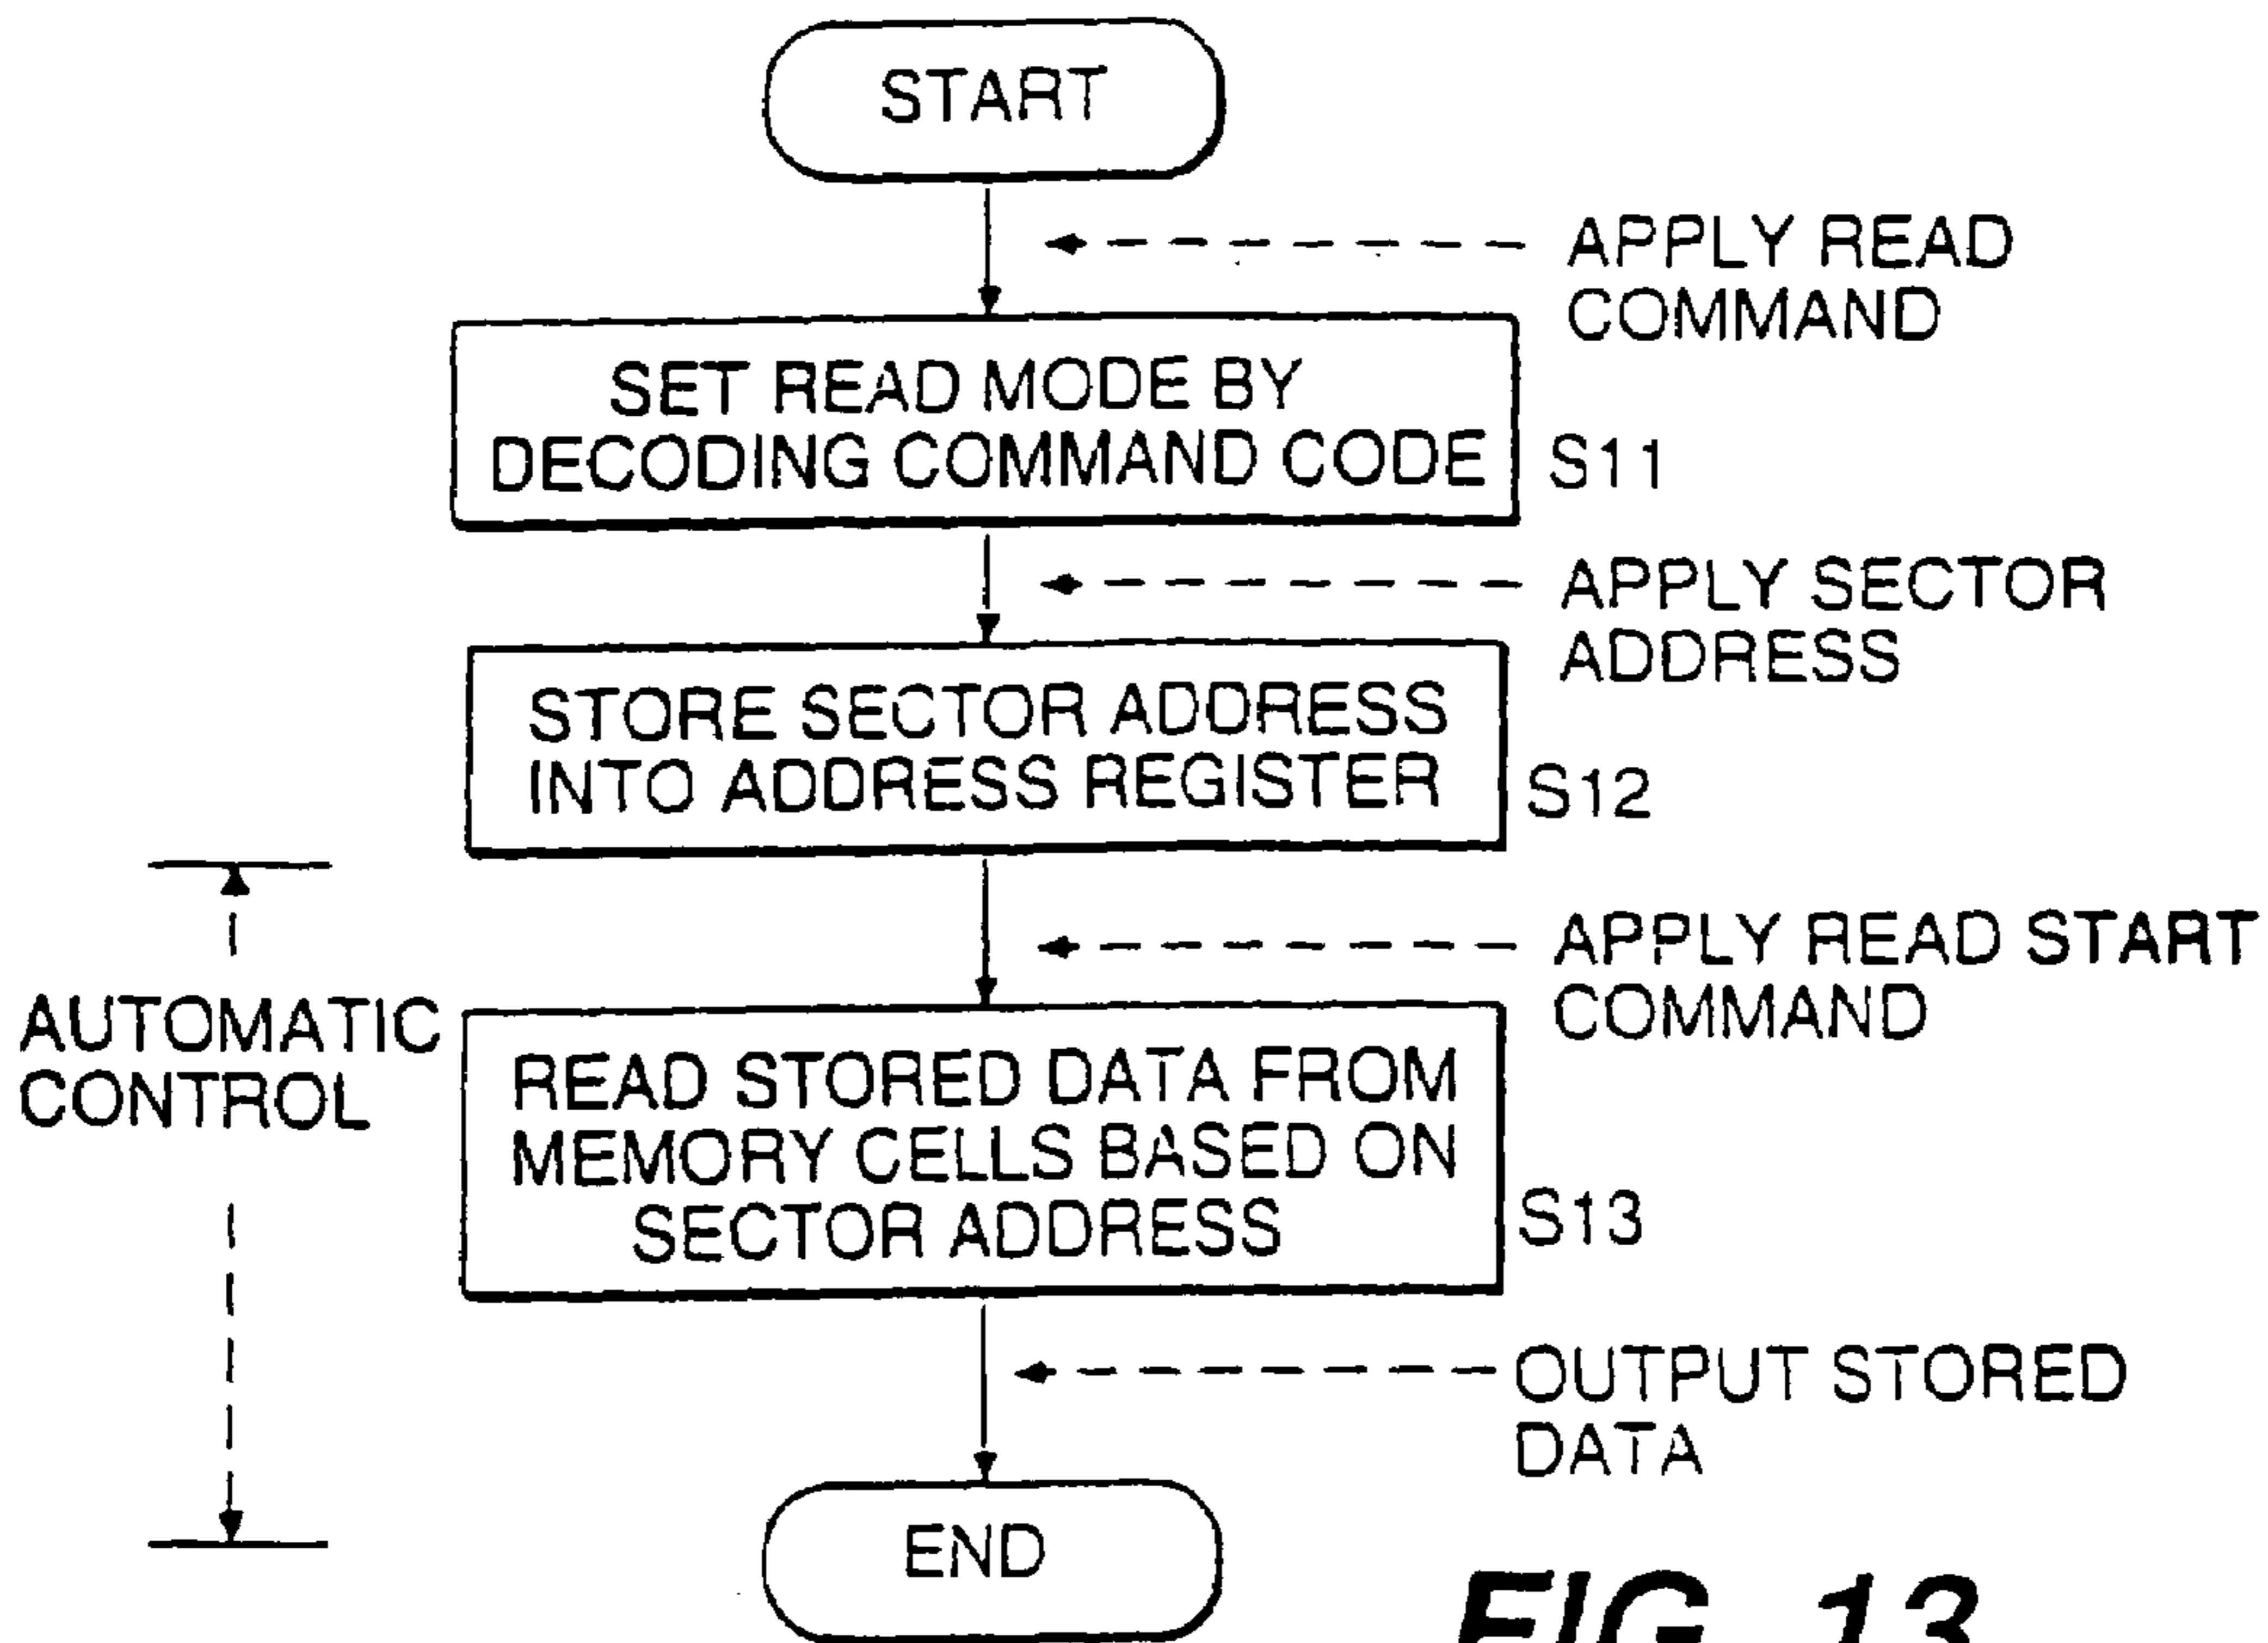 START
APPLY READ
COMMAND
SET READ MODE BY
DECODING COMMAND CODE
S11
APPLY SECTOR
ADDRESS
STORE SECTOR ADDRESS
INTO ADDRESS REGISTER
S12
APPLY READ START
COMMAND
AUTOMATIC
CONTROL
READ STORED DATA FROM
MEMORY CELLS BASED ON
SECTOR ADDRESS
S13
OUTPUT STORED
DATA
END
FIG. 13